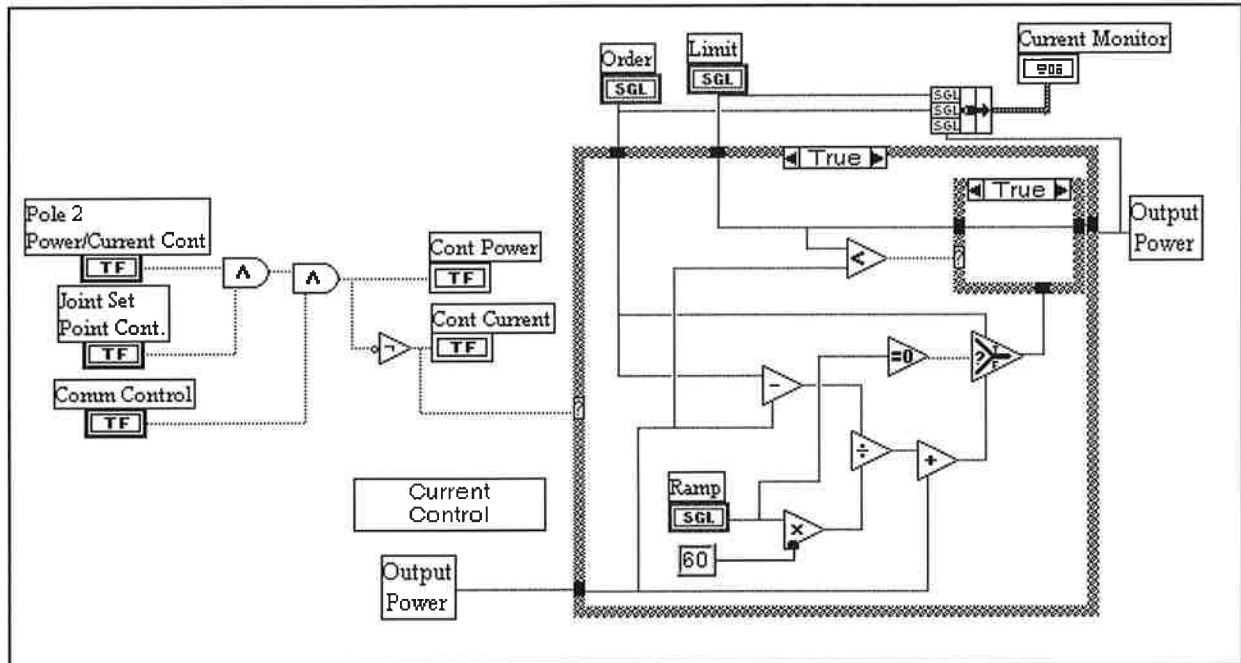 Current Monitor
Order
Limit
SGL
SGL
SGL
SGL
SGL
True
True
Output
Power
Pole 2
Power/Current Cont
TF
Λ
Λ
Cont Power
TF
Joint Set
Point Cont.
TF
¬
Cont Current
TF
Comm Control
TF
?
?
<
=0
?
T
F
-
÷
+
Ramp
SGL
×
60
Current
Control
Output
Power